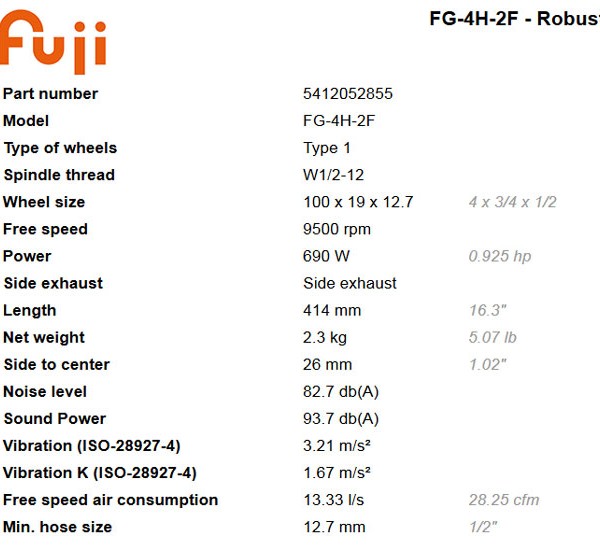 FG-4H-2F - Robust
Fuji
Part number 5412052855
Model FG-4H-2F
Type of wheels Type 1
Spindle thread W1/2-12
Wheel size 100 x 19 x 12.7 4 x 3/4 x 1/2
Free speed 9500 rpm
Power 690 W 0.925 hp
Side exhaust Side exhaust
Length 414 mm 16.3"
Net weight 2.3 kg 5.07 lb
Side to center 26 mm 1.02"
Noise level 82.7 db(A)
Sound Power 93.7 db(A)
Vibration (ISO-28927-4) 3.21 m/s²
Vibration K (ISO-28927-4) 1.67 m/s²
Free speed air consumption 13.33 l/s 28.25 cfm
Min. hose size 12.7 mm 1/2"